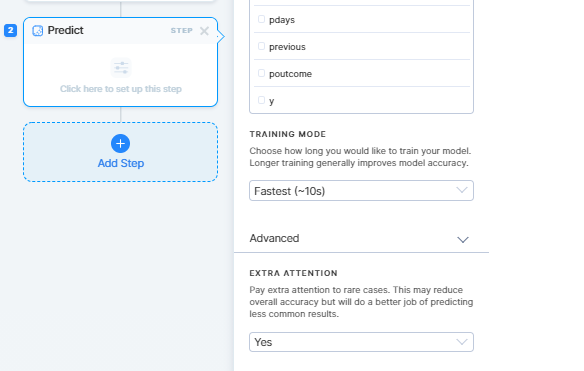 2
Predict
STEP
Click here to set up this step
Add Step
pdays
previous
poutcome
y
TRAINING MODE
Choose how long you would like to train your model.
Longer training generally improves model accuracy.
Fastest (~10s)
Advanced
EXTRA ATTENTION
Pay extra attention to rare cases. This may reduce
overall accuracy but will do a better job of predicting
less common results.
Yes